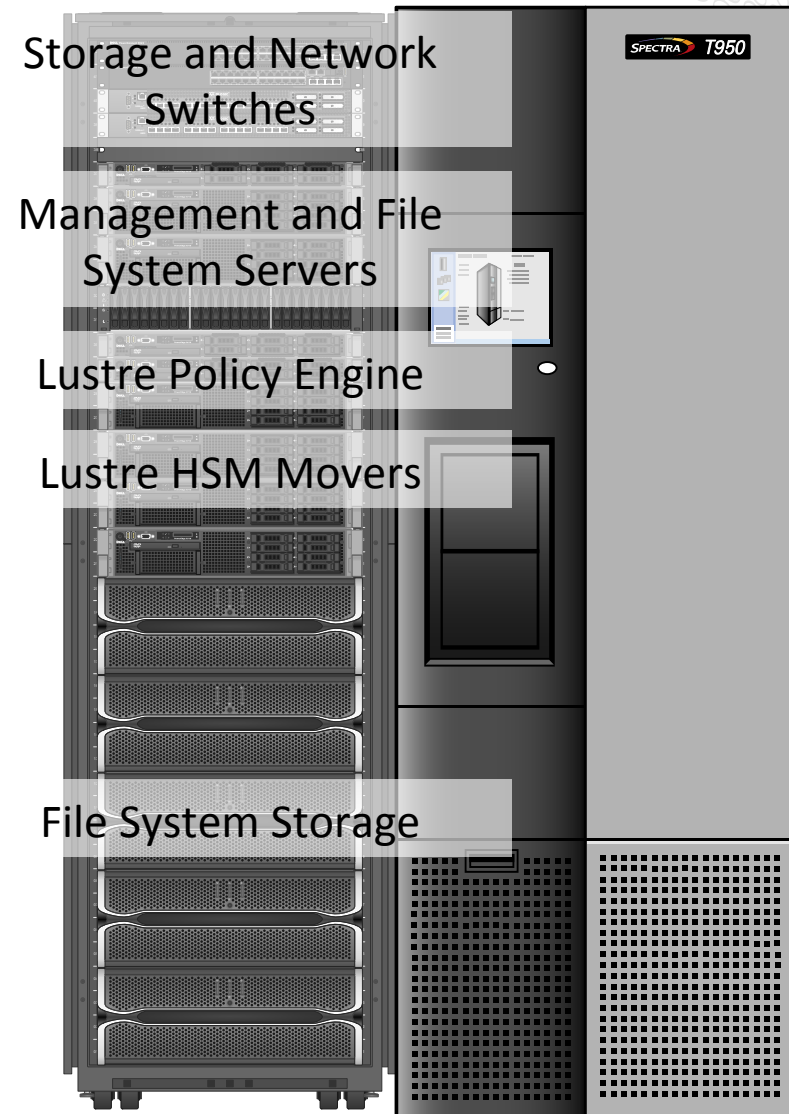 Storage and Network
Switches
SPECTRA T950
Management and File
System Servers
Lustre Policy Engine
Lustre HSM Movers
File System Storage